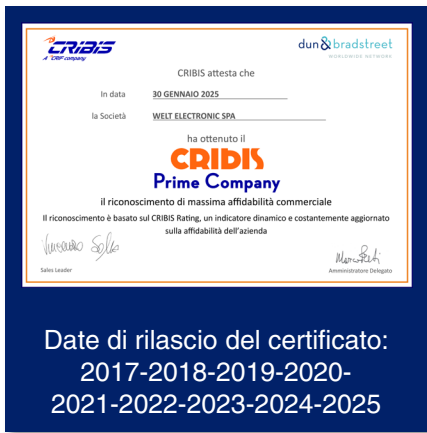 CRIBIS
A CRIF company
dun & bradstreet
WORLDWIDE NETWORK
CRIBIS attesta che
In data 30 GENNAIO 2025
la Società WELT ELECTRONIC SPA
ha ottenuto il
CRIBIS
Prime Company
il riconoscimento di massima affidabilità commerciale
Il riconoscimento è basato sul CRIBIS Rating, un indicatore dinamico e costantemente aggiornato
sulla affidabilità dell'azienda
Sales Leader
Amministratore Delegato
Date di rilascio del certificato:
2017-2018-2019-2020-
2021-2022-2023-2024-2025